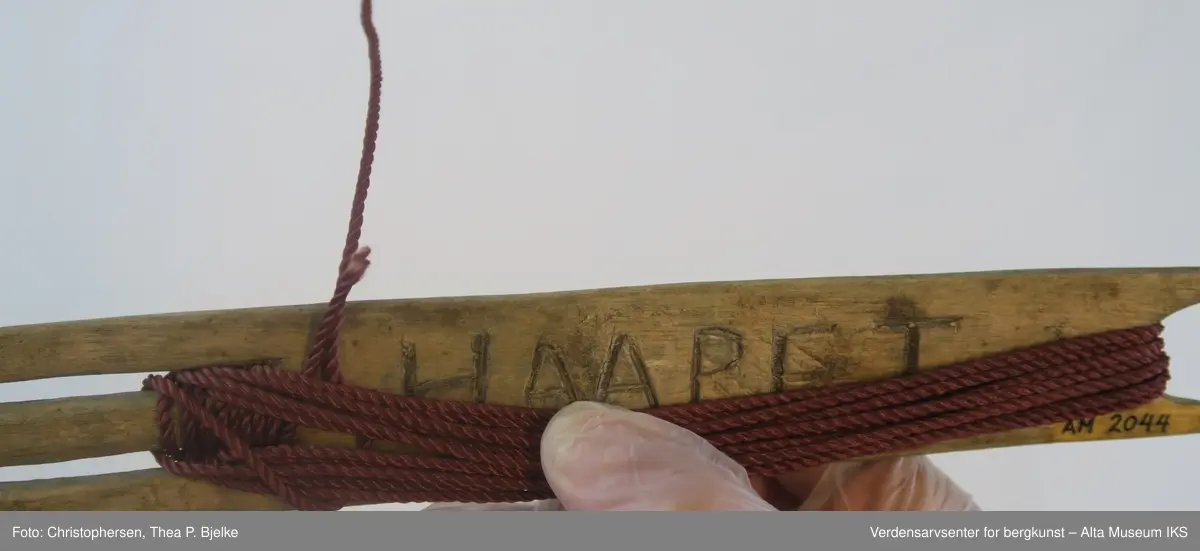 HAAPET
AM 2044
Foto: Christophersen, Thea P. Bjelke
Verdensarvsenter for bergkunst – Alta Museum IKS